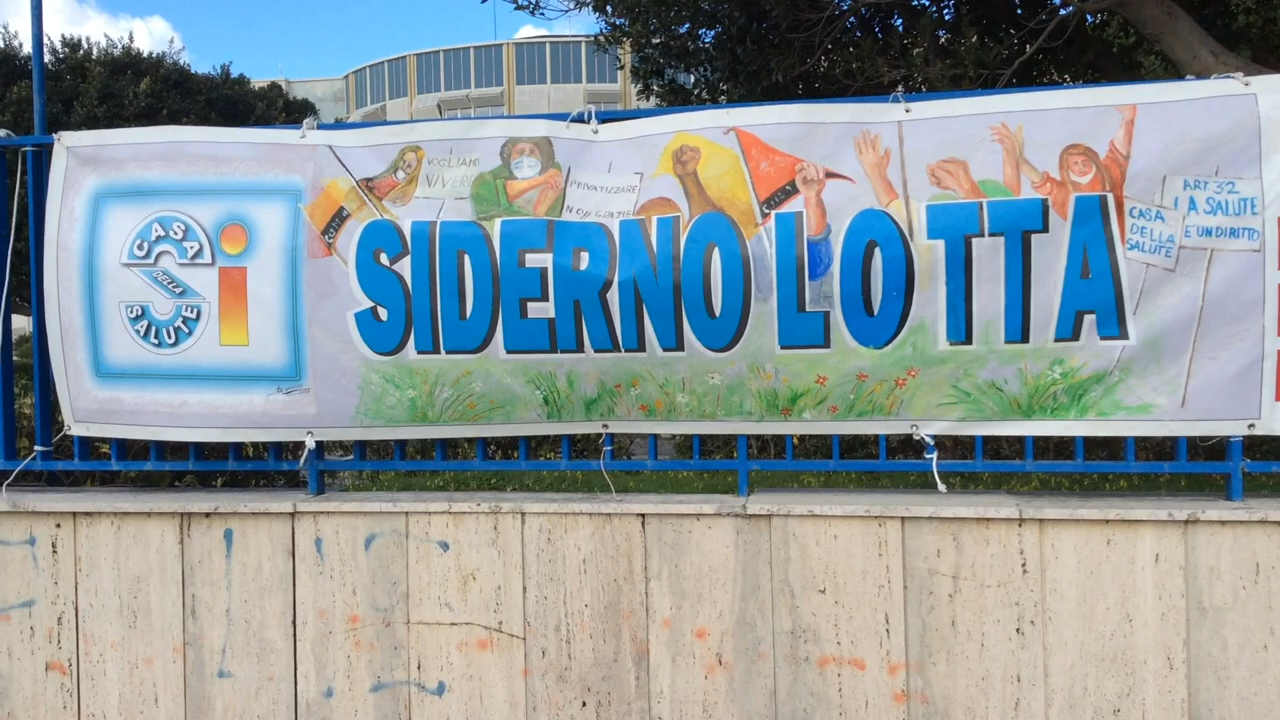 CASA
DELLA
SALUTE
i
VOGLIAMO
VIVERE
PRIVATIZZARE
NO GRAZIE
SIDERNO LOTTA
CASA
DELLA
SALUTE
ART. 32
LA SALUTE
E' UN DIRITTO